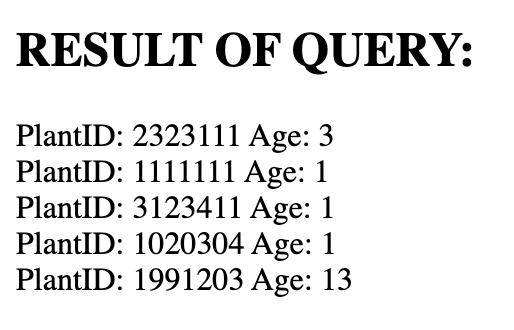 RESULT OF QUERY:
PlantID: 2323111 Age: 3
PlantID: 1111111 Age: 1
PlantID: 3123411 Age: 1
PlantID: 1020304 Age: 1
PlantID: 1991203 Age: 13